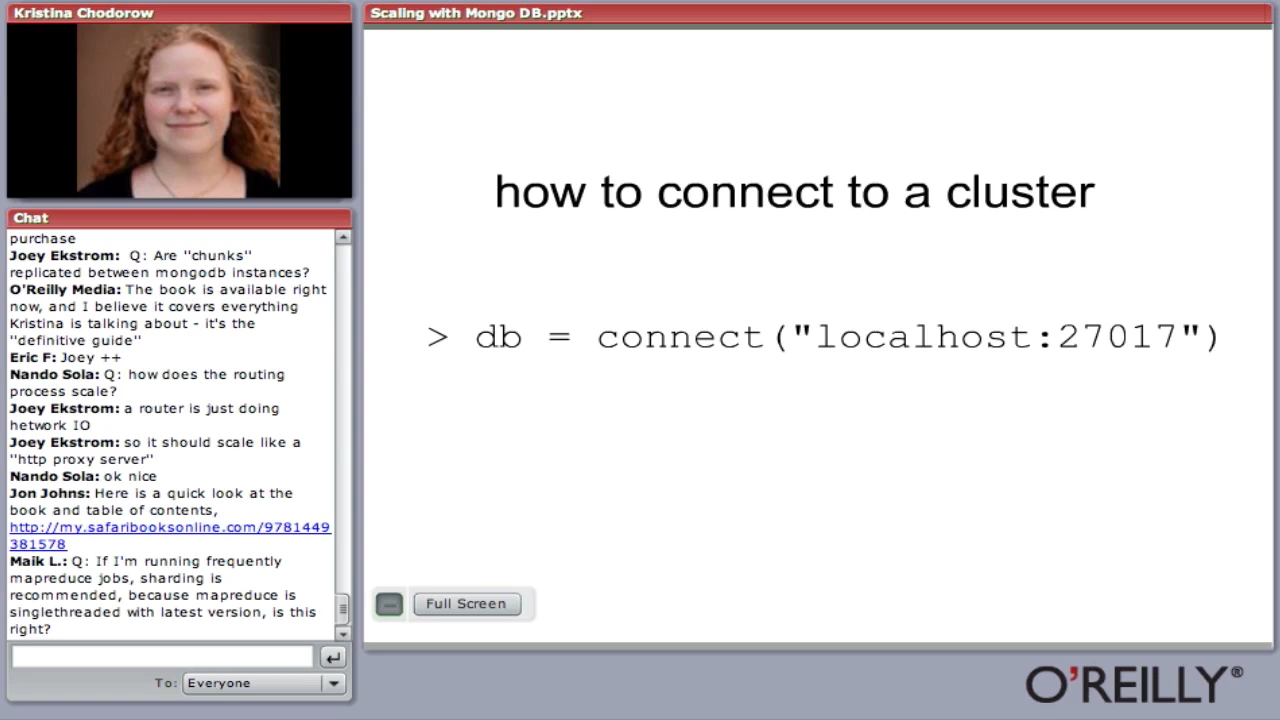 Kristina Chodorow
Chat
purchase
Joey Ekstrom: Q: Are "chunks"
replicated between mongodb instances?
O'Reilly Media: The book is available right
now, and I believe it covers everything
Kristina is talking about - it's the
"definitive guide"
Eric F: Joey ++
Nando Sola: Q: how does the routing
process scale?
Joey Ekstrom: a router is just doing
hetwork IO
Joey Ekstrom: so it should scale like a
"http proxy server"
Nando Sola: ok nice
Jon Johns: Here is a quick look at the
book and table of contents,
http://my.safaribooksonline.com/9781449
381578
Maik L.: Q: If I'm running frequently
mapreduce jobs, sharding is
recommended, because mapreduce is
singlethreaded with latest version, is this
right?
To: Everyone
Scaling with Mongo DB.pptx
how to connect to a cluster
> db = connect("localhost:27017")
Full Screen
O'REILLY®